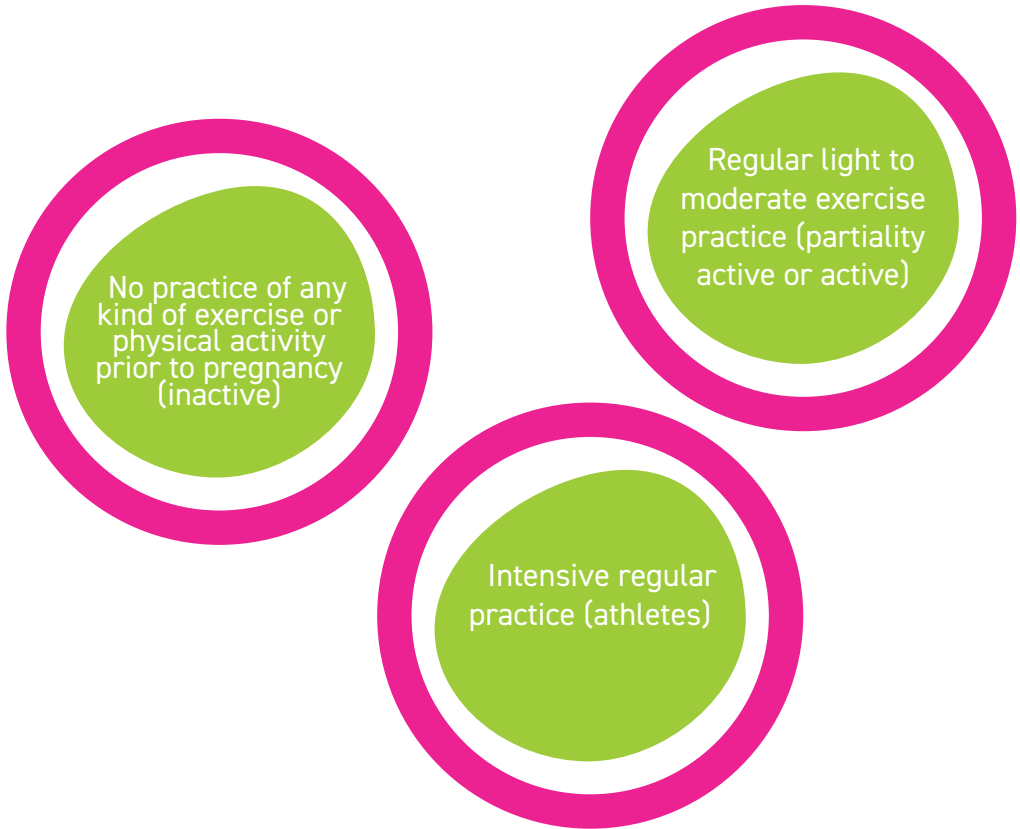 No practice of any
kind of exercise or
physical activity
prior to pregnancy
(inactive)
Regular light to
moderate exercise
practice (partiality
active or active)
Intensive regular
practice (athletes)